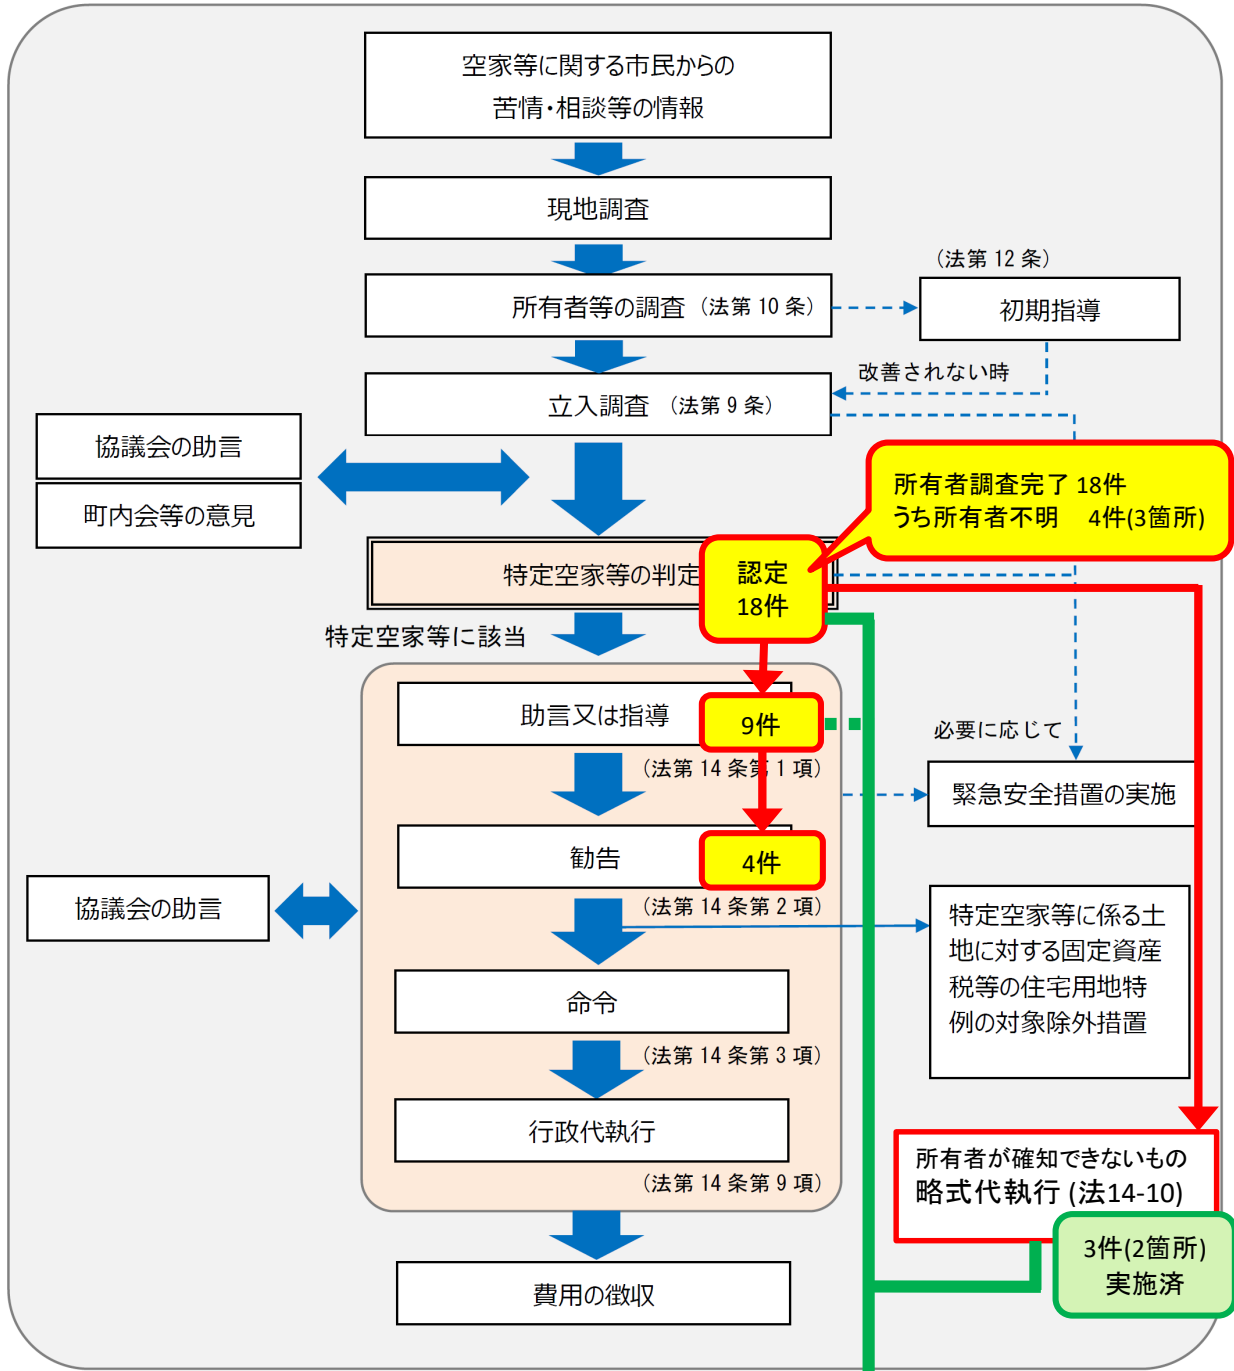 空家等に関する市民からの
苦情・相談等の情報
現地調査
(法第 12 条)
所有者等の調査 (法第 10 条)
初期指導
改善されない時
立入調査 (法第 9 条)
協議会の助言
町内会等の意見
所有者調査完了 18件
うち所有者不明 4件(3箇所)
特定空家等の判定
認定
18件
特定空家等に該当
助言又は指導
9件
必要に応じて
(法第 14 条第 1 項)
緊急安全措置の実施
勧告
4件
協議会の助言
(法第 14 条第 2 項)
特定空家等に係る土
地に対する固定資産
税等の住宅用地特
例の対象除外措置
命令
(法第 14 条第 3 項)
行政代執行
(法第 14 条第 9 項)
所有者が確知できないもの
略式代執行 (法14-10)
3件(2箇所)
実施済
費用の徴収